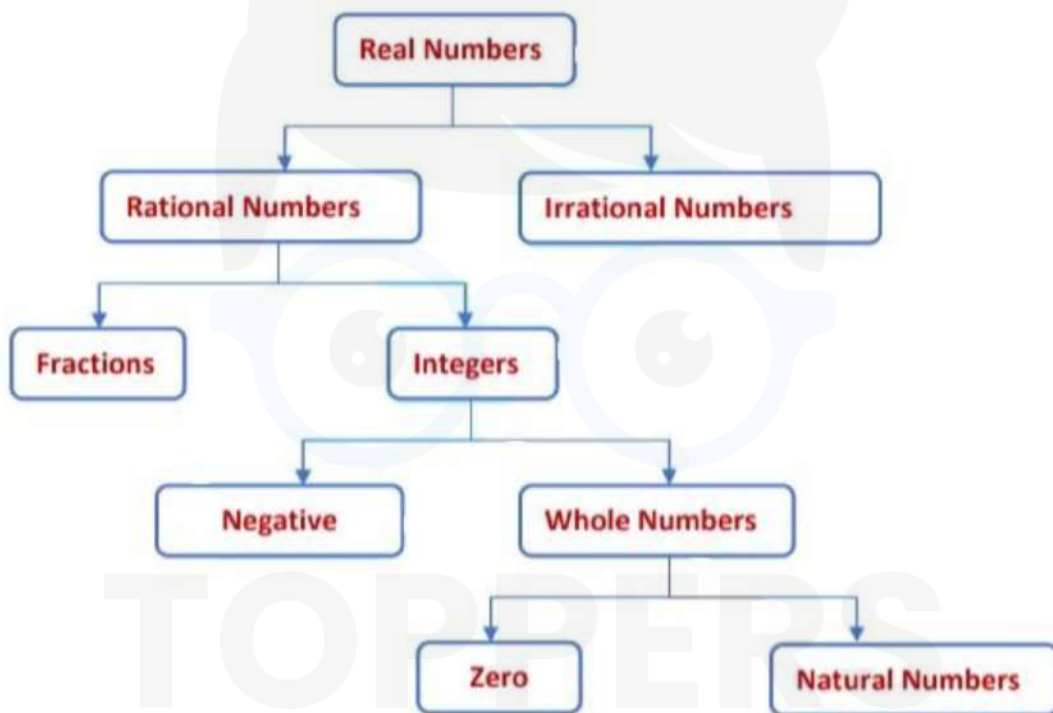 Real Numbers
Rational Numbers
Irrational Numbers
Fractions
Integers
Negative
Whole Numbers
TOPPERS
Zero
Natural Numbers